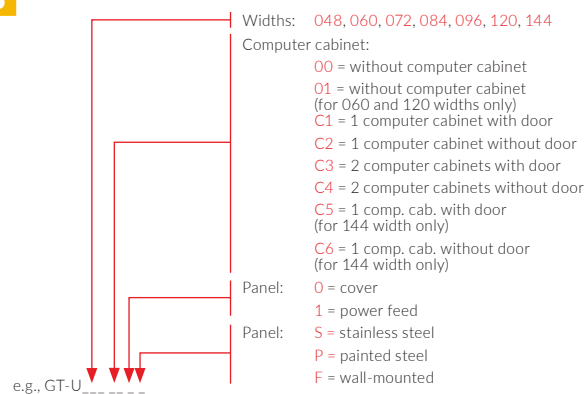 Widths: 048, 060, 072, 084, 096, 120, 144
Computer cabinet:
00 = without computer cabinet
01 = without computer cabinet
(for 060 and 120 widths only)
C1 = 1 computer cabinet with door
C2 = 1 computer cabinet without door
C3 = 2 computer cabinets with door
C4 = 2 computer cabinets without door
C5 = 1 comp. cab. with door
(for 144 width only)
C6 = 1 comp. cab. without door
(for 144 width only)
Panel: 0 = cover
1 = power feed
Panel: S = stainless steel
P = painted steel
F = wall-mounted
e.g., GT-U___ __ _ _